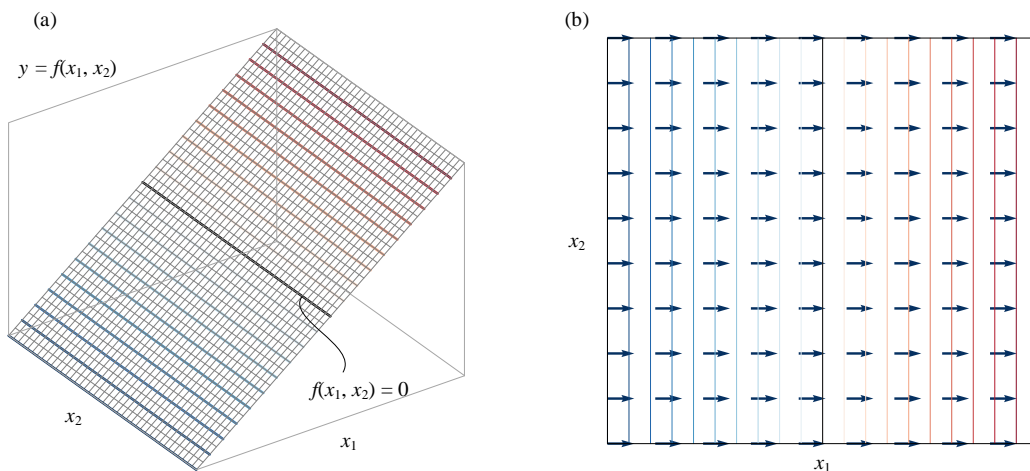 (a)
y = f(x₁, x₂)
f(x₁, x₂) = 0
x₂
x₁
(b)
x₂
x₁